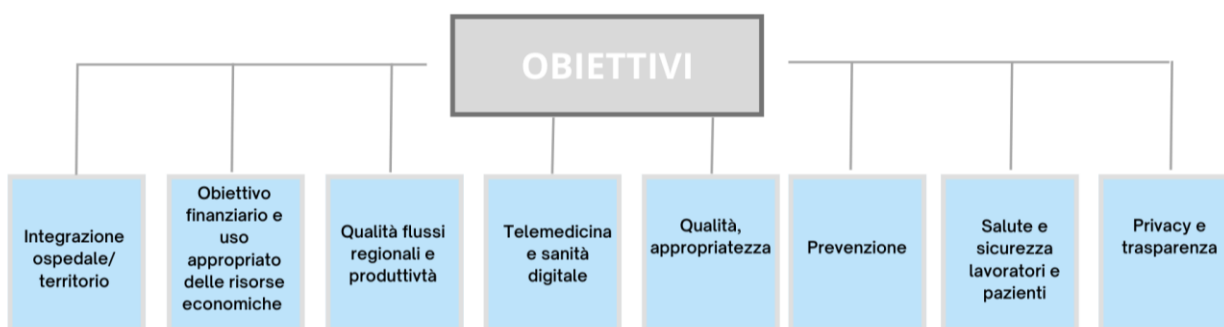 OBIETTIVI
Integrazione
ospedale/
territorio
Obiettivo
finanziario e
uso
appropriato
delle risorse
economiche
Qualità flussi
regionali e
produttivtà
Telemedicina
e sanità
digitale
Qualità,
appropriatezza
Prevenzione
Salute e
sicurezza
lavoratori e
pazienti
Privacy e
trasparenza